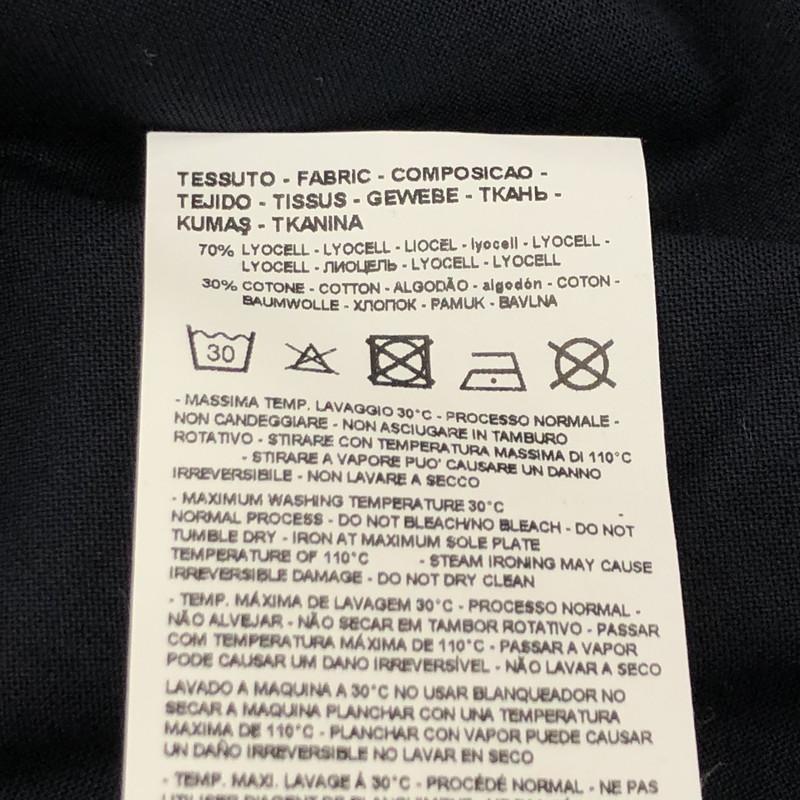 TESSUTO - FABRIC - COMPOSICAO -
TEJIDO - TISSUS - GEWEBE - ТКАНЬ -
KUMAŞ - TKANINA
70% LYOCELL - LYOCELL - LIOCEL - lyocell - LYOCELL -
LYOCELL - ЛИОЦЕЛЬ - LYOCELL - LYOCELL
30% COTONE - COTTON - ALGODÃO - algodón - COTON -
BAUMWOLLE - ХЛОПОК - PAMUK - BAVLNA
30
- MASSIMA TEMP. LAVAGGIO 30°C - PROCESSO NORMALE -
NON CANDEGGIARE - NON ASCIUGARE IN TAMBURO
ROTATIVO - STIRARE CON TEMPERATURA MASSIMA DI 110°C
- STIRARE A VAPORE PUO' CAUSARE UN DANNO
IRREVERSIBILE - NON LAVARE A SECCO
- MAXIMUM WASHING TEMPERATURE 30°C
NORMAL PROCESS - DO NOT BLEACH/NO BLEACH - DO NOT
TUMBLE DRY - IRON AT MAXIMUM SOLE PLATE
TEMPERATURE OF 110°C - STEAM IRONING MAY CAUSE
IRREVERSIBLE DAMAGE - DO NOT DRY CLEAN
- TEMP. MÁXIMA DE LAVAGEM 30°C - PROCESSO NORMAL -
NÃO ALVEJAR - NÃO SECAR EM TAMBOR ROTATIVO - PASSAR
COM TEMPERATURA MÁXIMA DE 110°C - PASSAR A VAPOR
PODE CAUSAR UM DANO IRREVERSÍVEL - NÃO LAVAR A SECO
LAVADO A MAQUINA A 30°C NO USAR BLANQUEADOR NO
SECAR A MAQUINA PLANCHAR CON UNA TEMPERATURA
MAXIMA DE 110°C - PLANCHAR CON VAPOR PUEDE CAUSAR
UN DAÑO IRREVERSIBLE NO LAVAR EN SECO
- TEMP. MAXI. LAVAGE Á 30°C - PROCÉDÉ NORMAL - NE PAS
UTILISER D'AGENT DE BLANCHIMENT